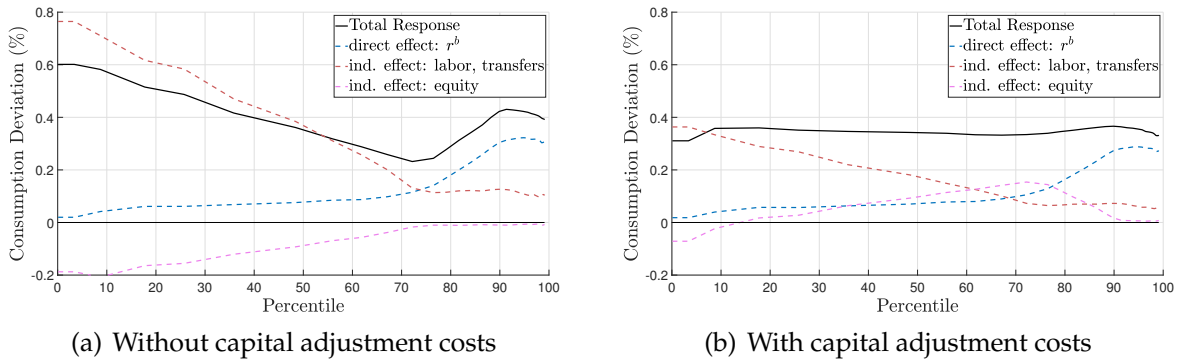 0.8
0.6
0.4
0.2
0
-0.2
Consumption Deviation (%)
Total Response
direct effect: r^b
ind. effect: labor, transfers
ind. effect: equity
0 10 20 30 40 50 60 70 80 90 100
Percentile
(a) Without capital adjustment costs
0.8
0.6
0.4
0.2
0
-0.2
Consumption Deviation (%)
Total Response
direct effect: r^b
ind. effect: labor, transfers
ind. effect: equity
0 10 20 30 40 50 60 70 80 90 100
Percentile
(b) With capital adjustment costs